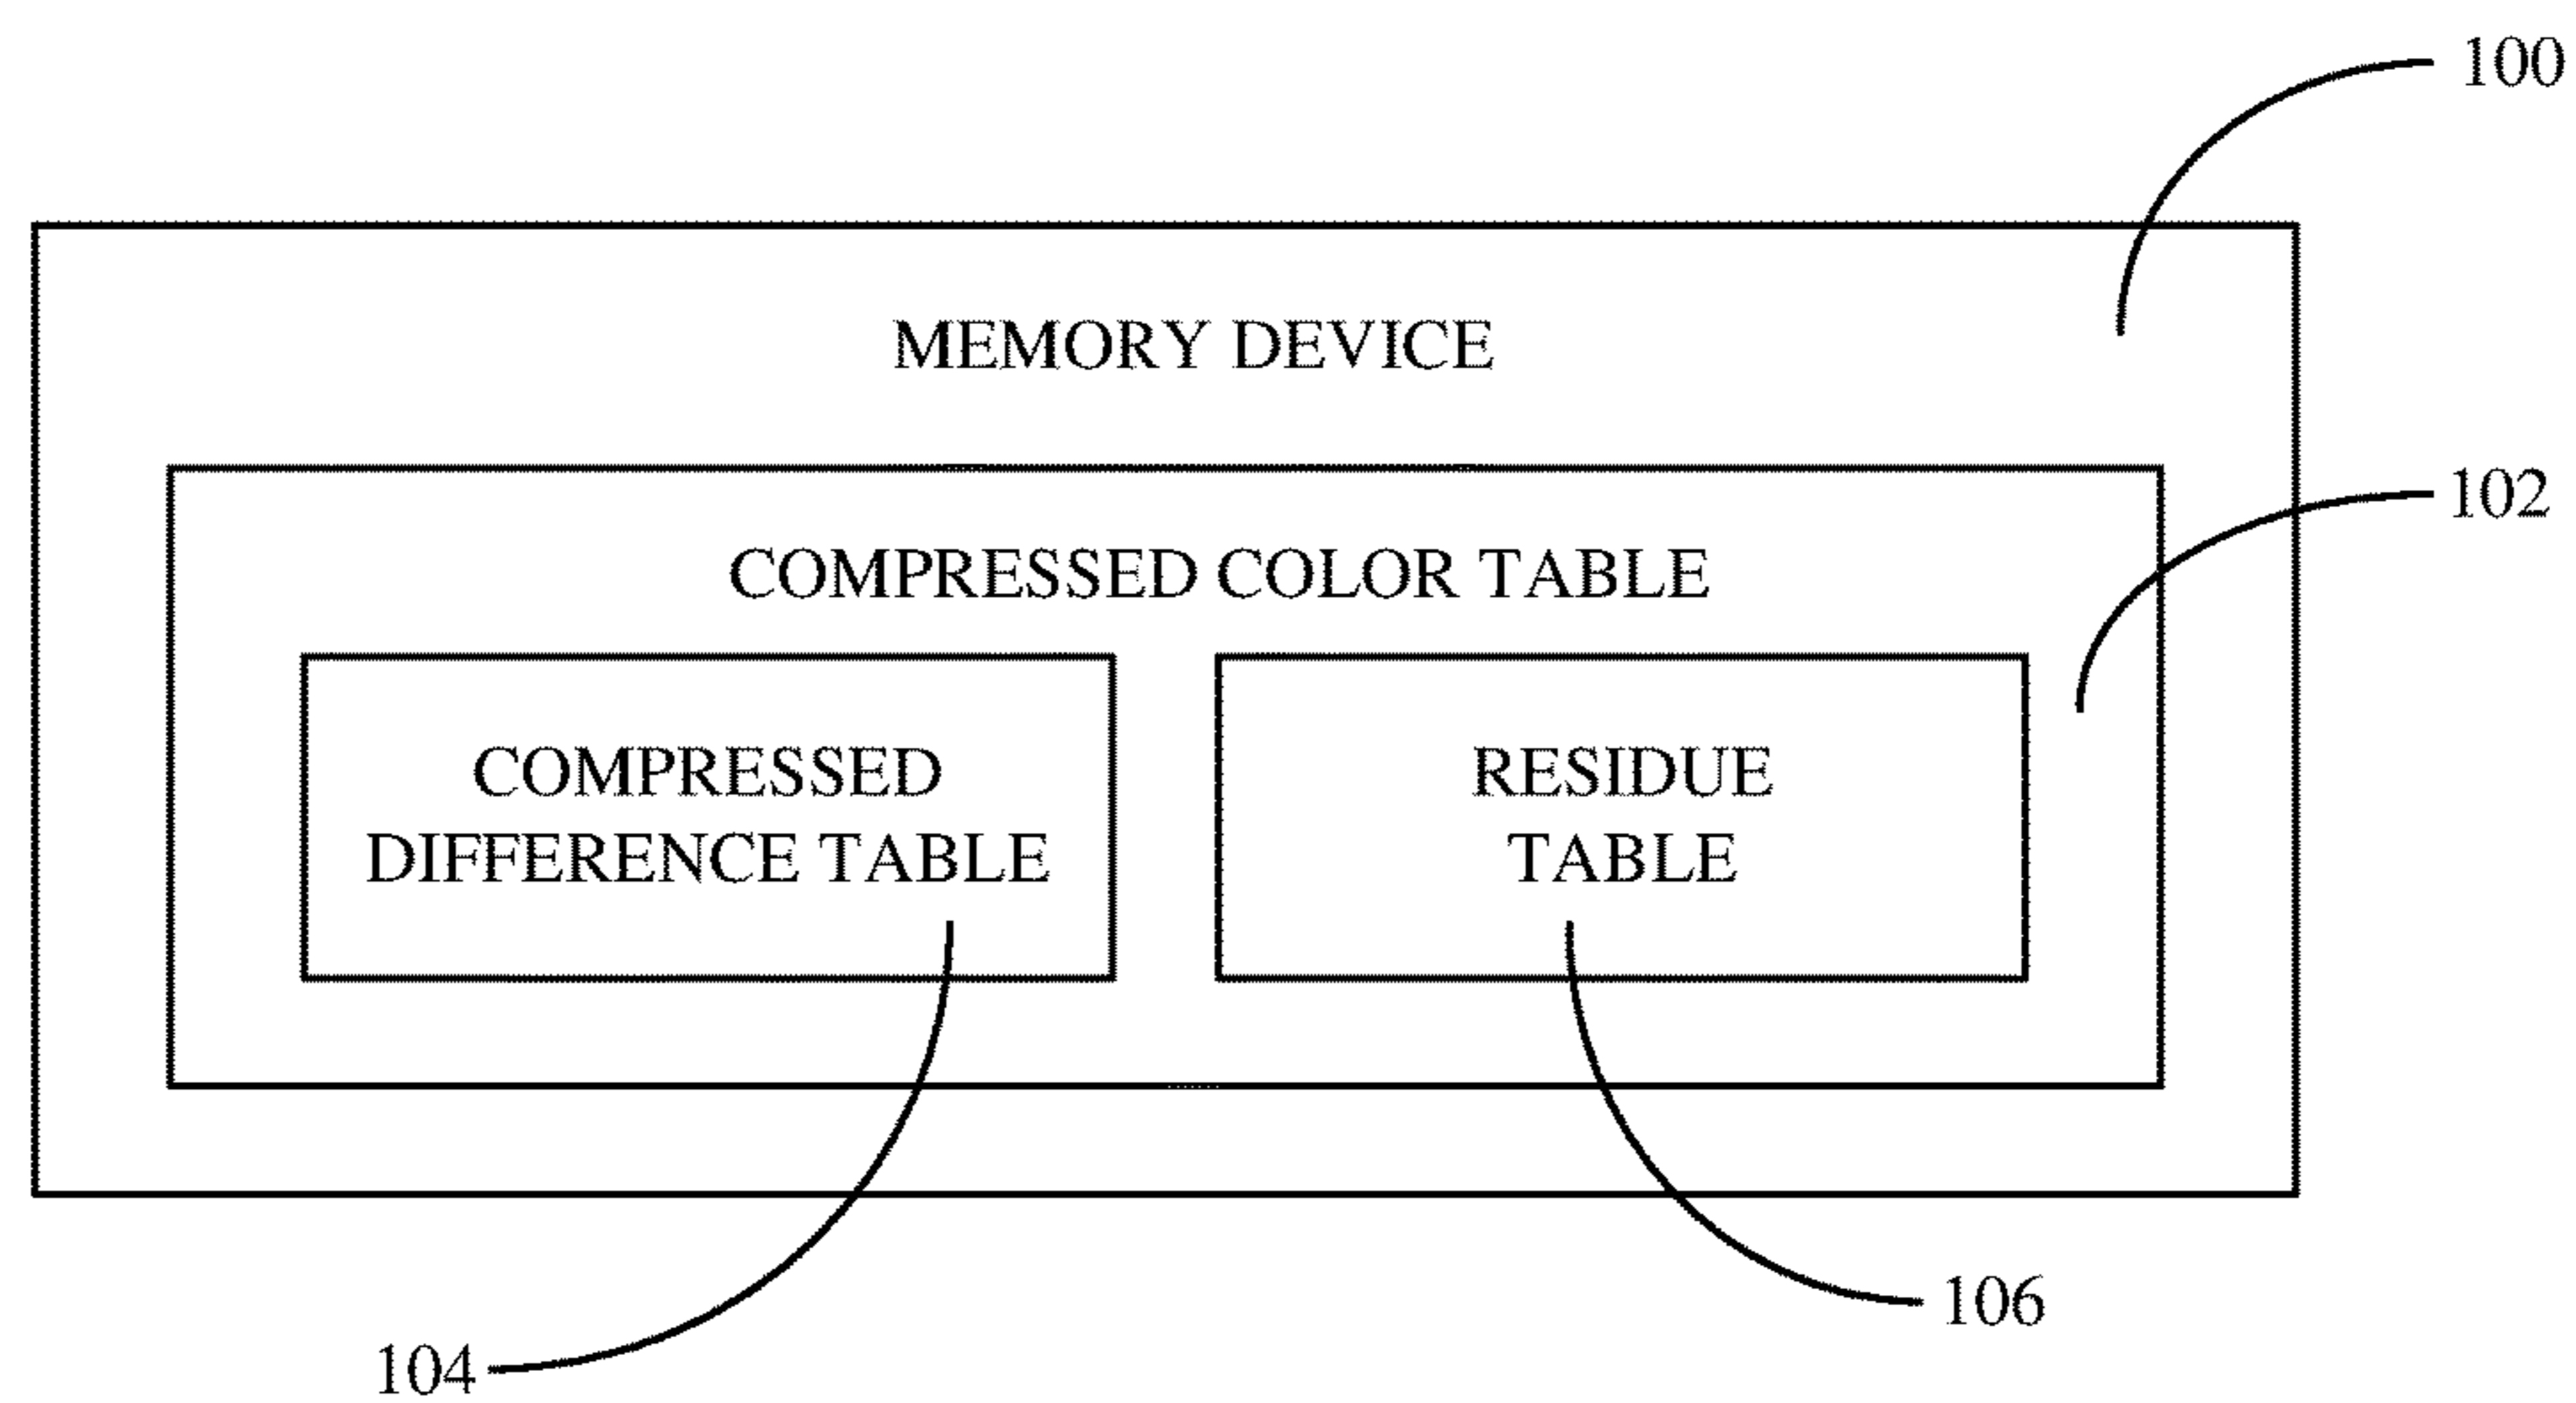 100
MEMORY DEVICE
102
COMPRESSED COLOR TABLE
COMPRESSED
DIFFERENCE TABLE
RESIDUE
TABLE
104
106